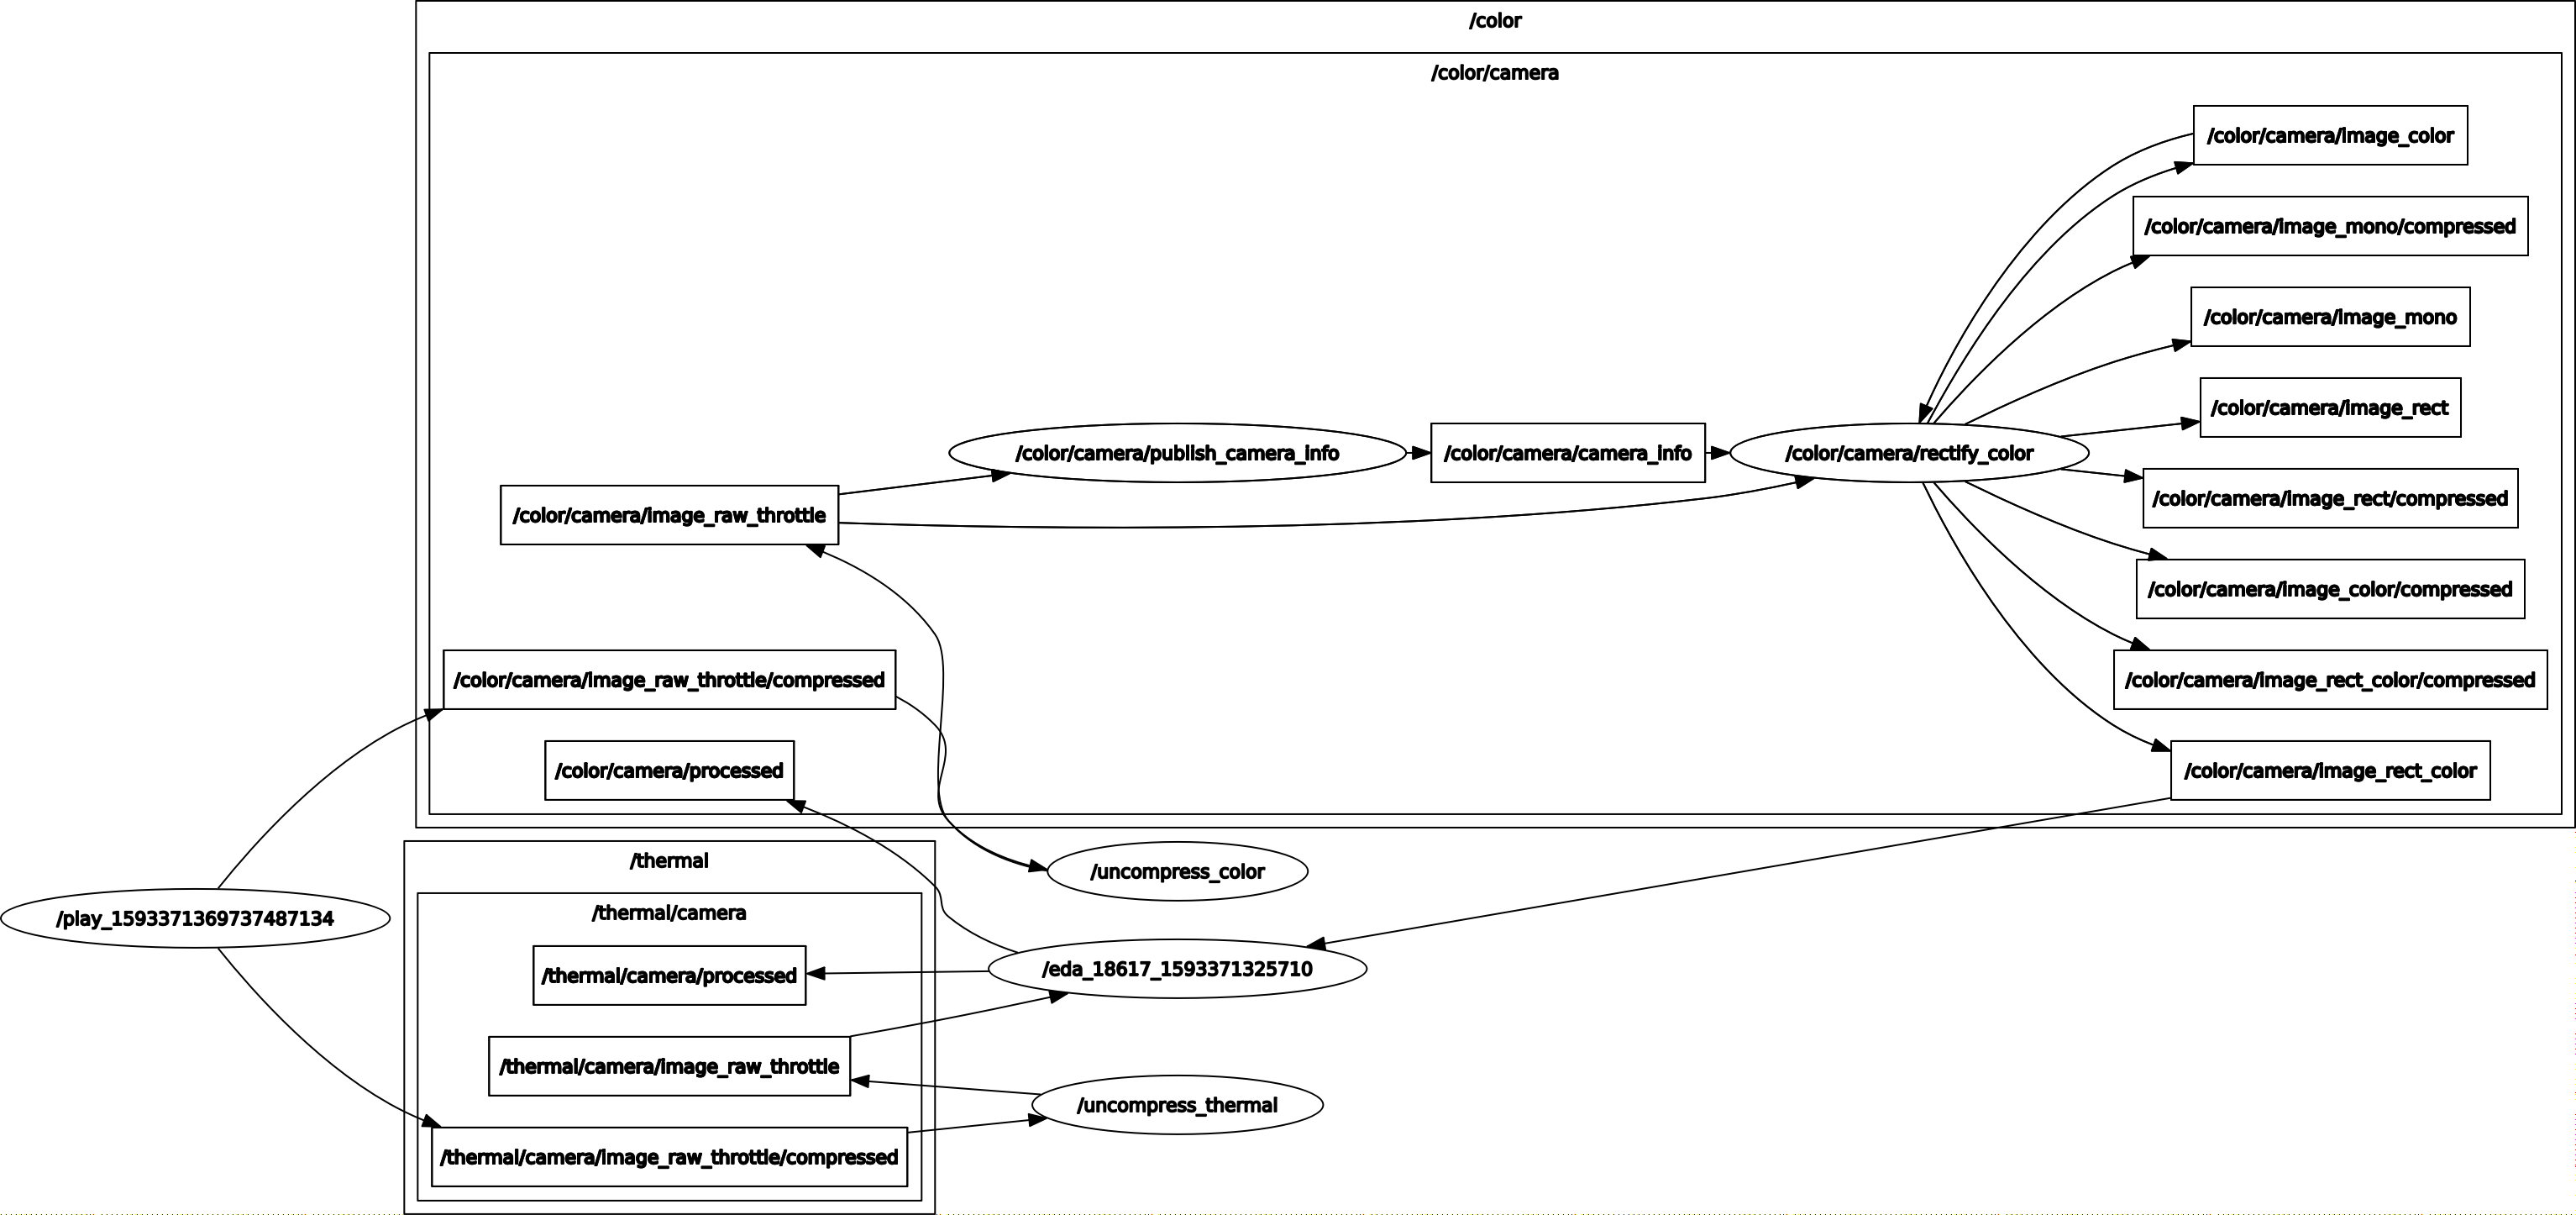 /color
/color/camera
/color/camera/image_color
/color/camera/image_mono/compressed
/color/camera/image_mono
/color/camera/image_rect
/color/camera/publish_camera_info
/color/camera/camera_info
/color/camera/rectify_color
/color/camera/image_rect/compressed
/color/camera/image_raw_throttle
/color/camera/image_color/compressed
/color/camera/image_raw_throttle/compressed
/color/camera/image_rect_color/compressed
/color/camera/processed
/color/camera/image_rect_color
/thermal
/uncompress_color
/thermal/camera
/play_1593371369737487134
/thermal/camera/processed
/eda_18617_1593371325710
/thermal/camera/image_raw_throttle
/uncompress_thermal
/thermal/camera/image_raw_throttle/compressed